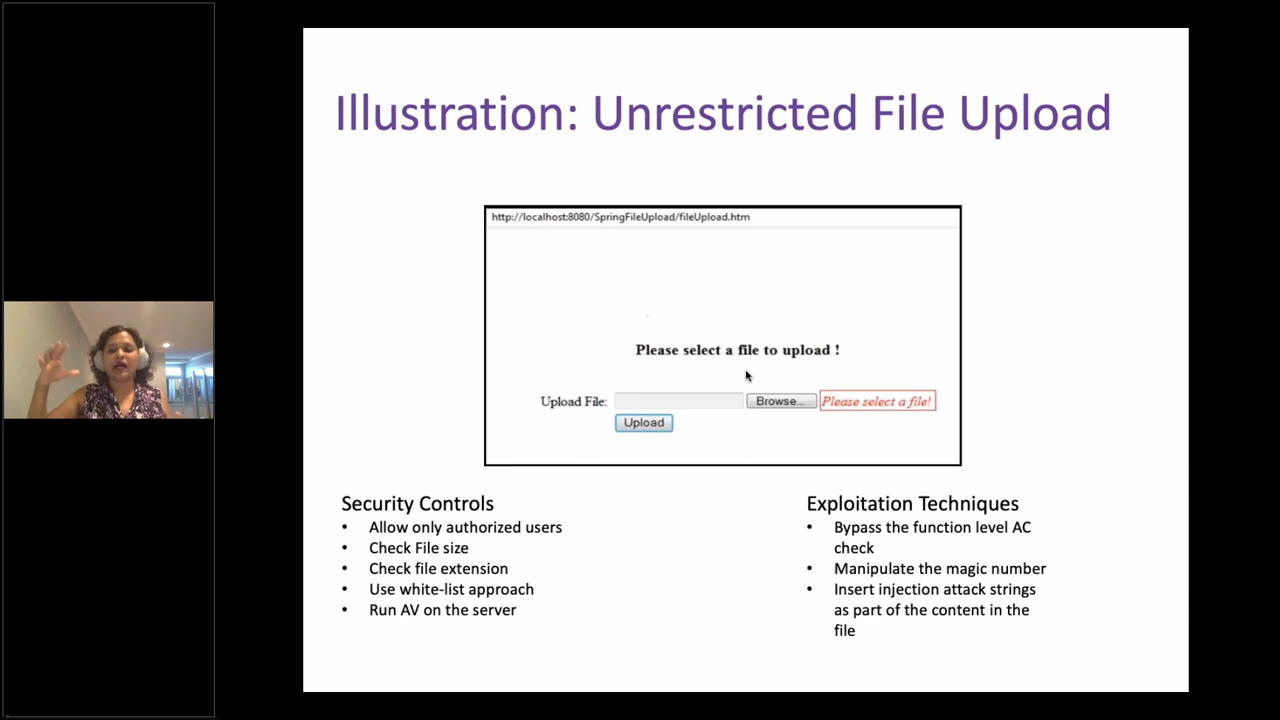 Illustration: Unrestricted File Upload
http://localhost:8080/SpringFileUpload/fileUpload.htm
Please select a file to upload !
Upload File:
Browse...
Please select a file!
Upload
Security Controls
• Allow only authorized users
• Check File size
• Check file extension
• Use white-list approach
• Run AV on the server
Exploitation Techniques
• Bypass the function level AC
check
• Manipulate the magic number
• Insert injection attack strings
as part of the content in the
file